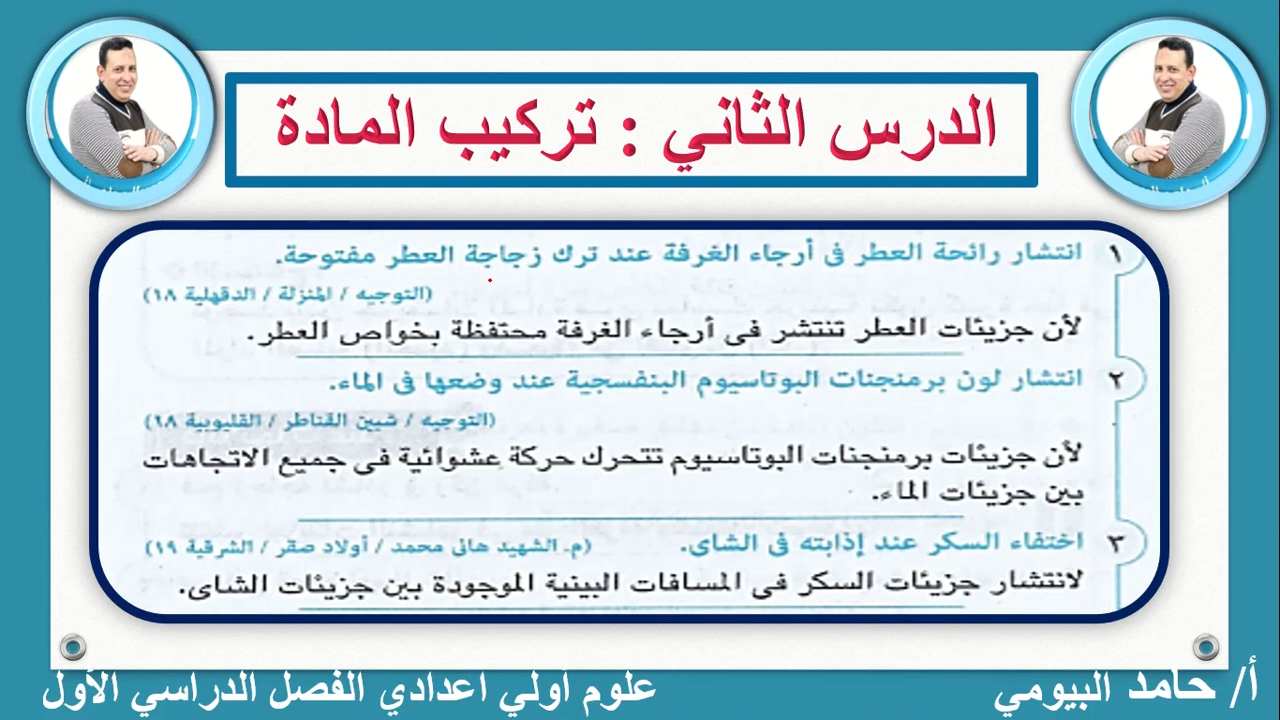 الدرس الثاني : تركيب المادة
١ انتشار رائحة العطر فى أرجاء الغرفة عند ترك زجاجة العطر مفتوحة.
(التوجيه / المنزلة / الدقهلية ١٨)
لأن جزيئات العطر تنتشر فى أرجاء الغرفة محتفظة بخواص العطر.
٢ انتشار لون برمنجنات البوتاسيوم البنفسجية عند وضعها فى الماء.
(التوجيه / شبين القناطر / القليوبية ١٨)
لأن جزيئات برمنجنات البوتاسيوم تتحرك حركة عشوائية فى جميع الاتجاهات
بين جزيئات الماء.
٣ اختفاء السكر عند إذابته فى الشاى. (م. الشهيد هانى محمد / أولاد صقر / الشرقية ١٩)
لانتشار جزيئات السكر فى المسافات البينية الموجودة بين جزيئات الشاى.
أ/ حامد البيومي علوم أولي اعدادي الفصل الدراسي الأول